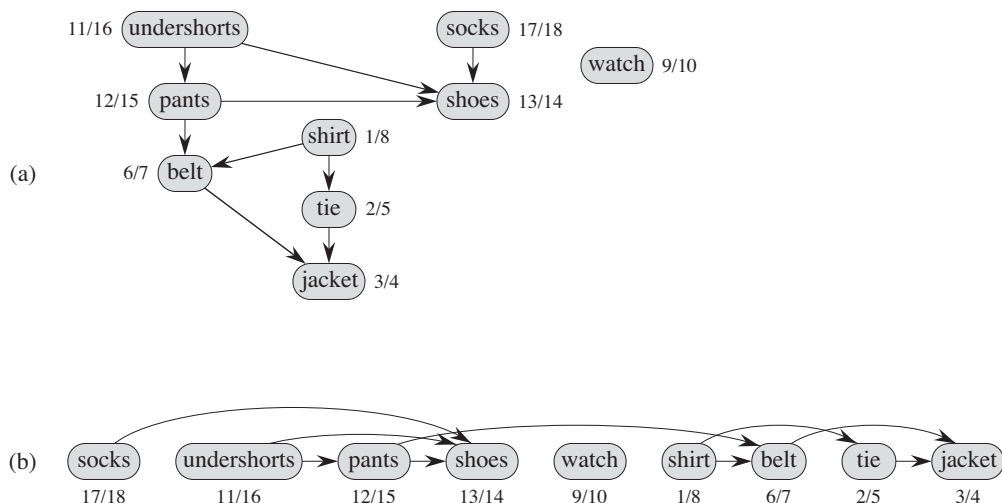 11/16 undershorts socks 17/18
watch 9/10
12/15 pants shoes 13/14
shirt 1/8
(a) 6/7 belt
tie 2/5
jacket 3/4
(b) socks undershorts pants shoes watch shirt belt tie jacket
17/18 11/16 12/15 13/14 9/10 1/8 6/7 2/5 3/4